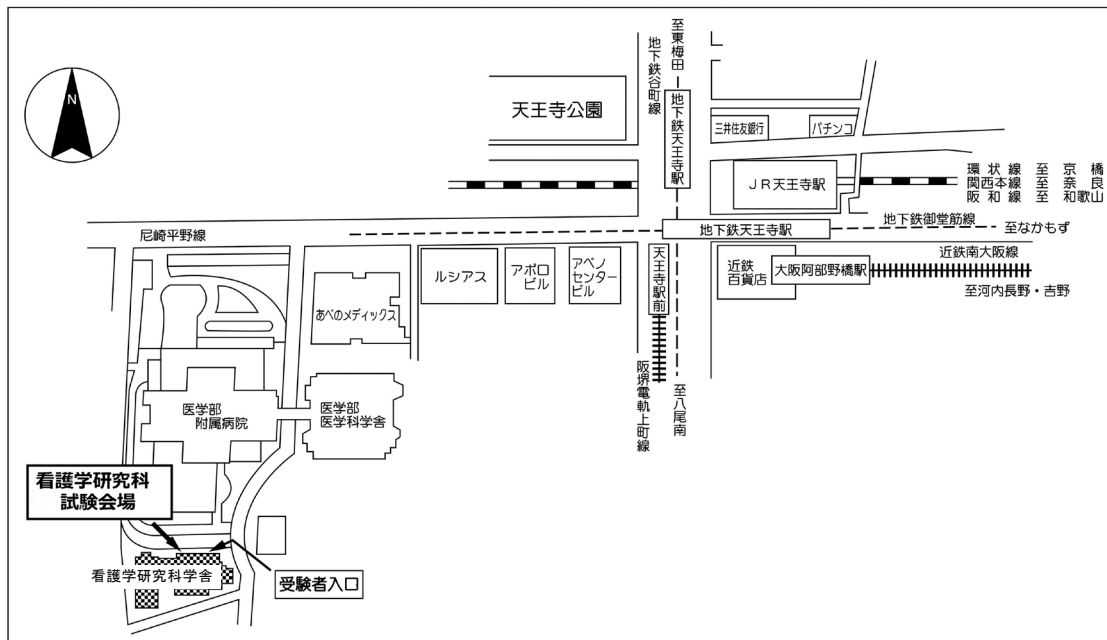 N
天王寺公園
地下鉄谷町線
至東梅田
地下鉄天王寺駅
三井住友銀行
パチンコ
JR天王寺駅
環状線 至 京橋
関西本線 至 奈良
阪和線 至 和歌山
地下鉄御堂筋線
至なかもず
地下鉄天王寺駅
尼崎平野線
ルシアス
アポロ
ビル
アベノ
センター
ビル
天王寺駅前
近鉄
百貨店
大阪阿部野橋駅
近鉄南大阪線
至河内長野・吉野
あべのメディックス
阪堺電軌上町線
至八尾南
医学部
附属病院
医学部
医学科学舎
看護学研究科
試験会場
看護学研究科学舎
受験者入口